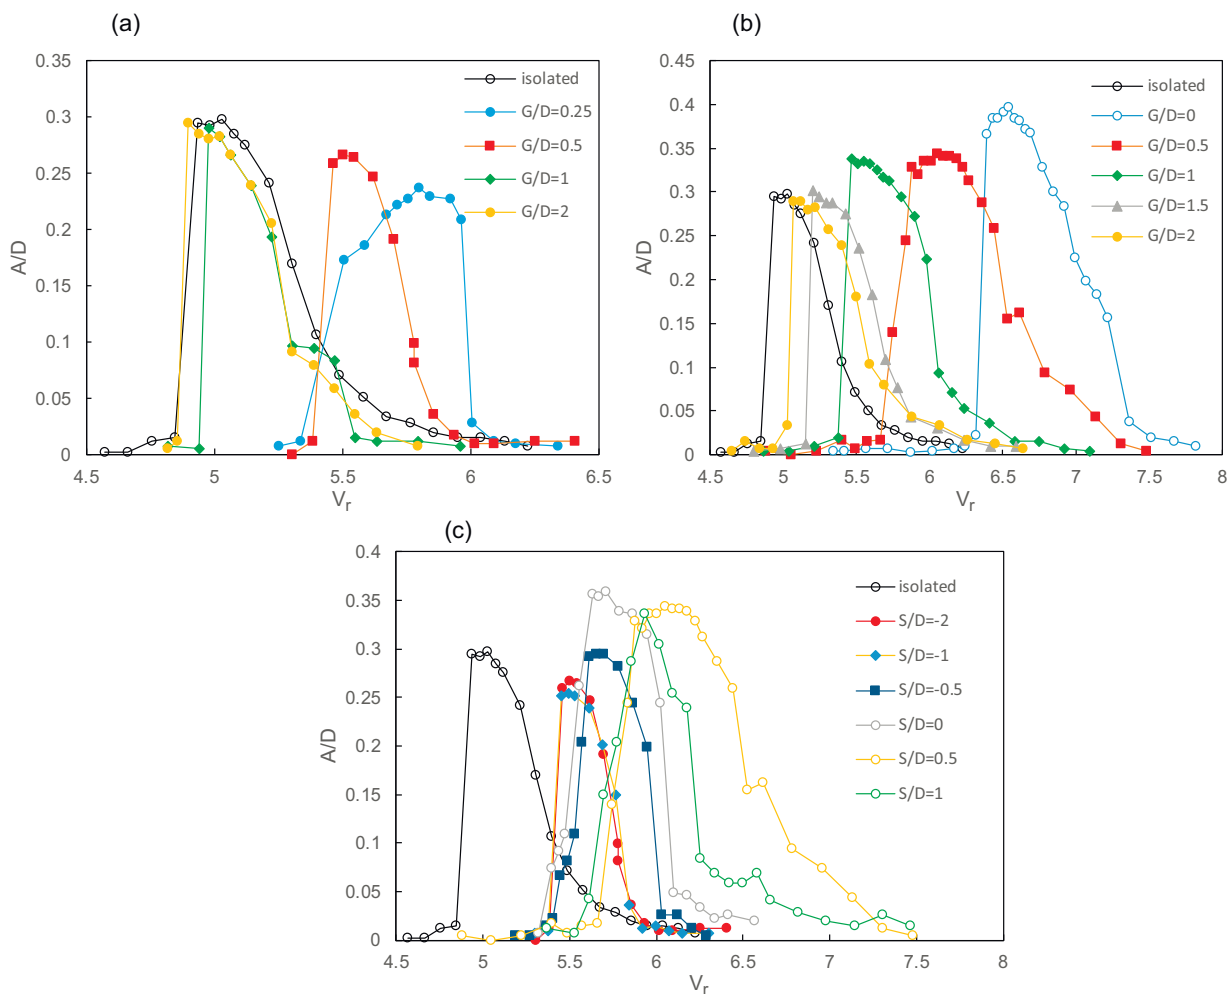 (a)
0.35
0.3
0.25
0.2
0.15
0.1
0.05
0
A/D
4.5 5 5.5 6 6.5
V_r
isolated
G/D=0.25
G/D=0.5
G/D=1
G/D=2
(b)
0.45
0.4
0.35
0.3
0.25
0.2
0.15
0.1
0.05
0
A/D
4.5 5 5.5 6 6.5 7 7.5 8
V_r
isolated
G/D=0
G/D=0.5
G/D=1
G/D=1.5
G/D=2
(c)
0.4
0.35
0.3
0.25
0.2
0.15
0.1
0.05
0
A/D
4.5 5 5.5 6 6.5 7 7.5 8
V_r
isolated
S/D=-2
S/D=-1
S/D=-0.5
S/D=0
S/D=0.5
S/D=1